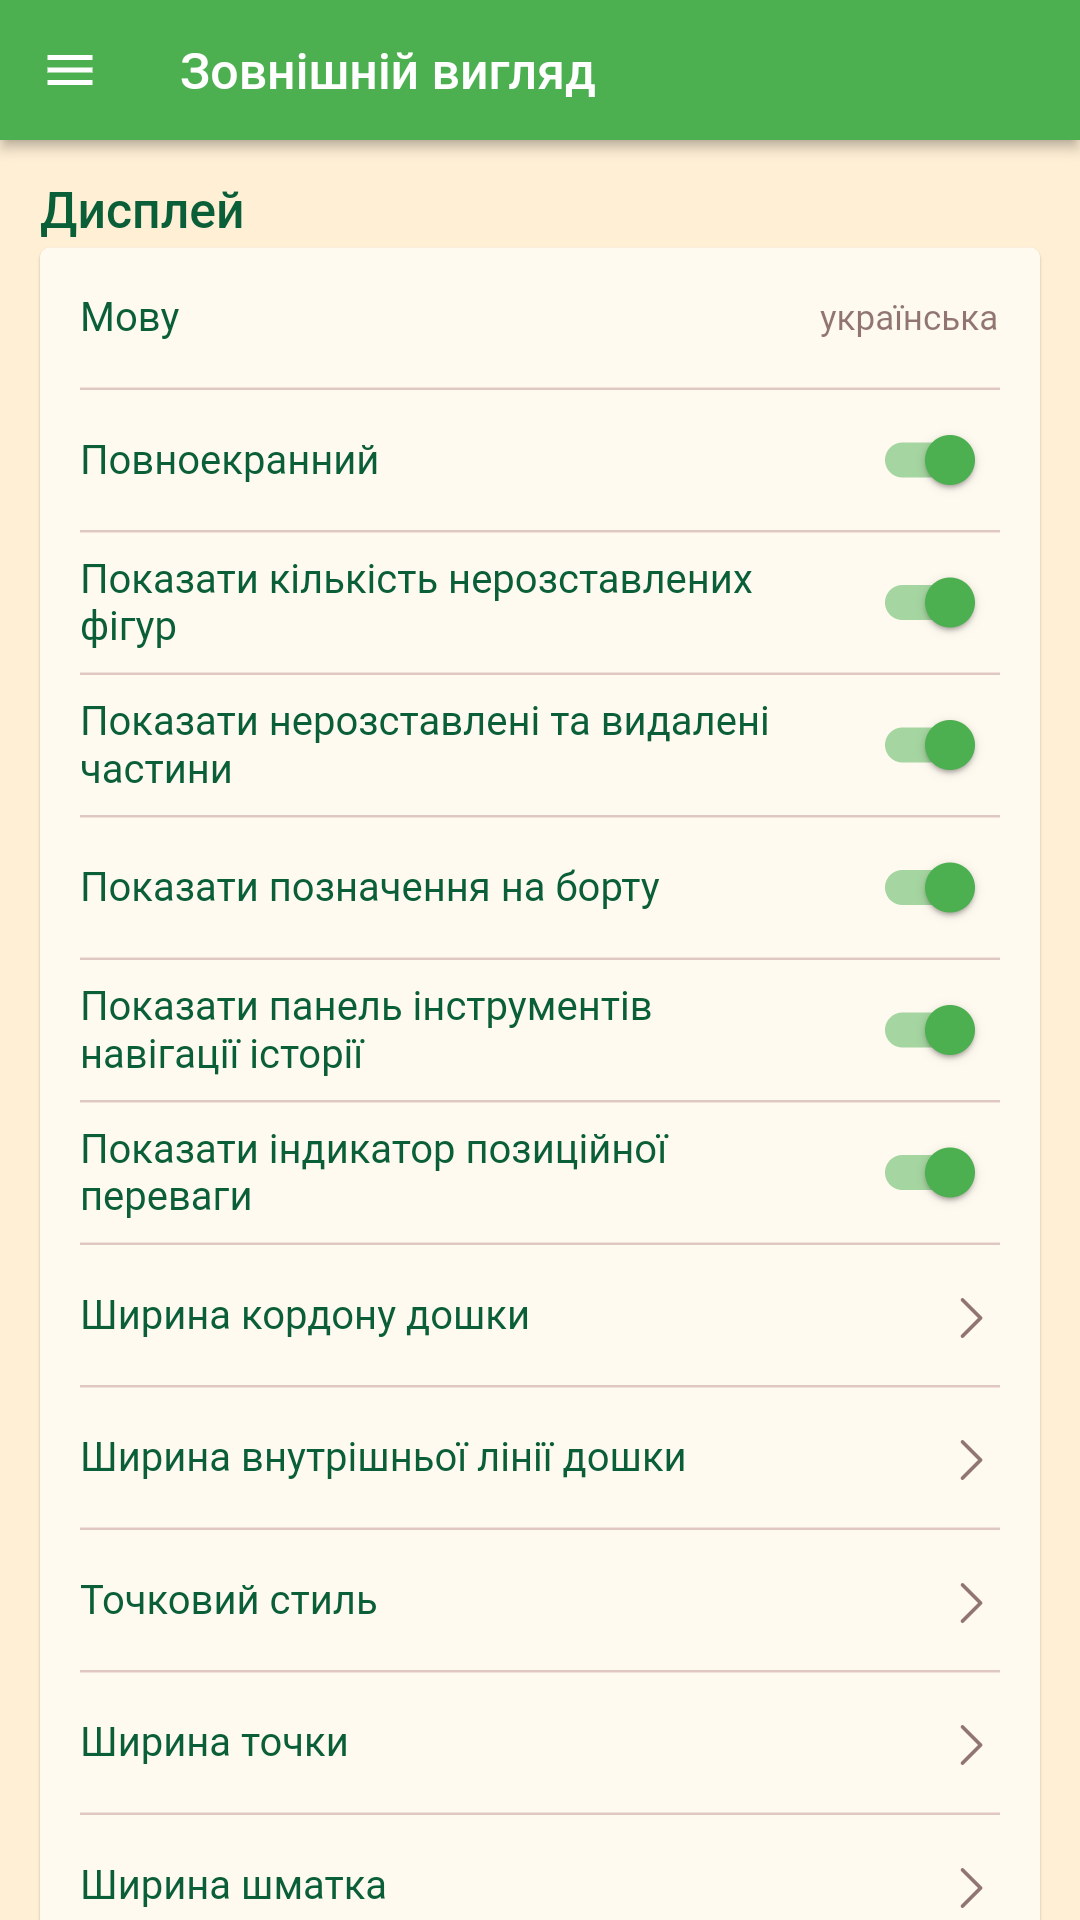 Зовнішній вигляд
Дисплей
Мову
українська
Повноекранний
Показати кількість нерозставлених
фігур
Показати нерозставлені та видалені
частини
Показати позначення на борту
Показати панель інструментів
навігації історії
Показати індикатор позиційної
переваги
Ширина кордону дошки
Ширина внутрішньої лінії дошки
Точковий стиль
Ширина точки
Ширина шматка